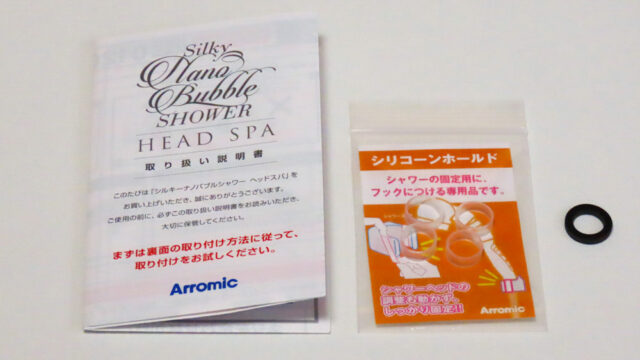 Silky
Nano
Bubble
SHOWER
HEAD SPA
取り扱い説明書
このたびは「シルキーナノバブルシャワー ヘッドスパ」を
お買い上げいただき、誠にありがとうございます。
ご使用の前に、必ずこの取り扱い説明書をお読みいただき、
大切に保管してください。
まずは裏面の取り付け方法に従って、
取り付けをお試しください。
Arromic
シリコーンホールド
シャワーの固定用に、
フックにつける専用品です。
シャワーヘッドの
調整も動かず、
しっかり固定!!
Arromic